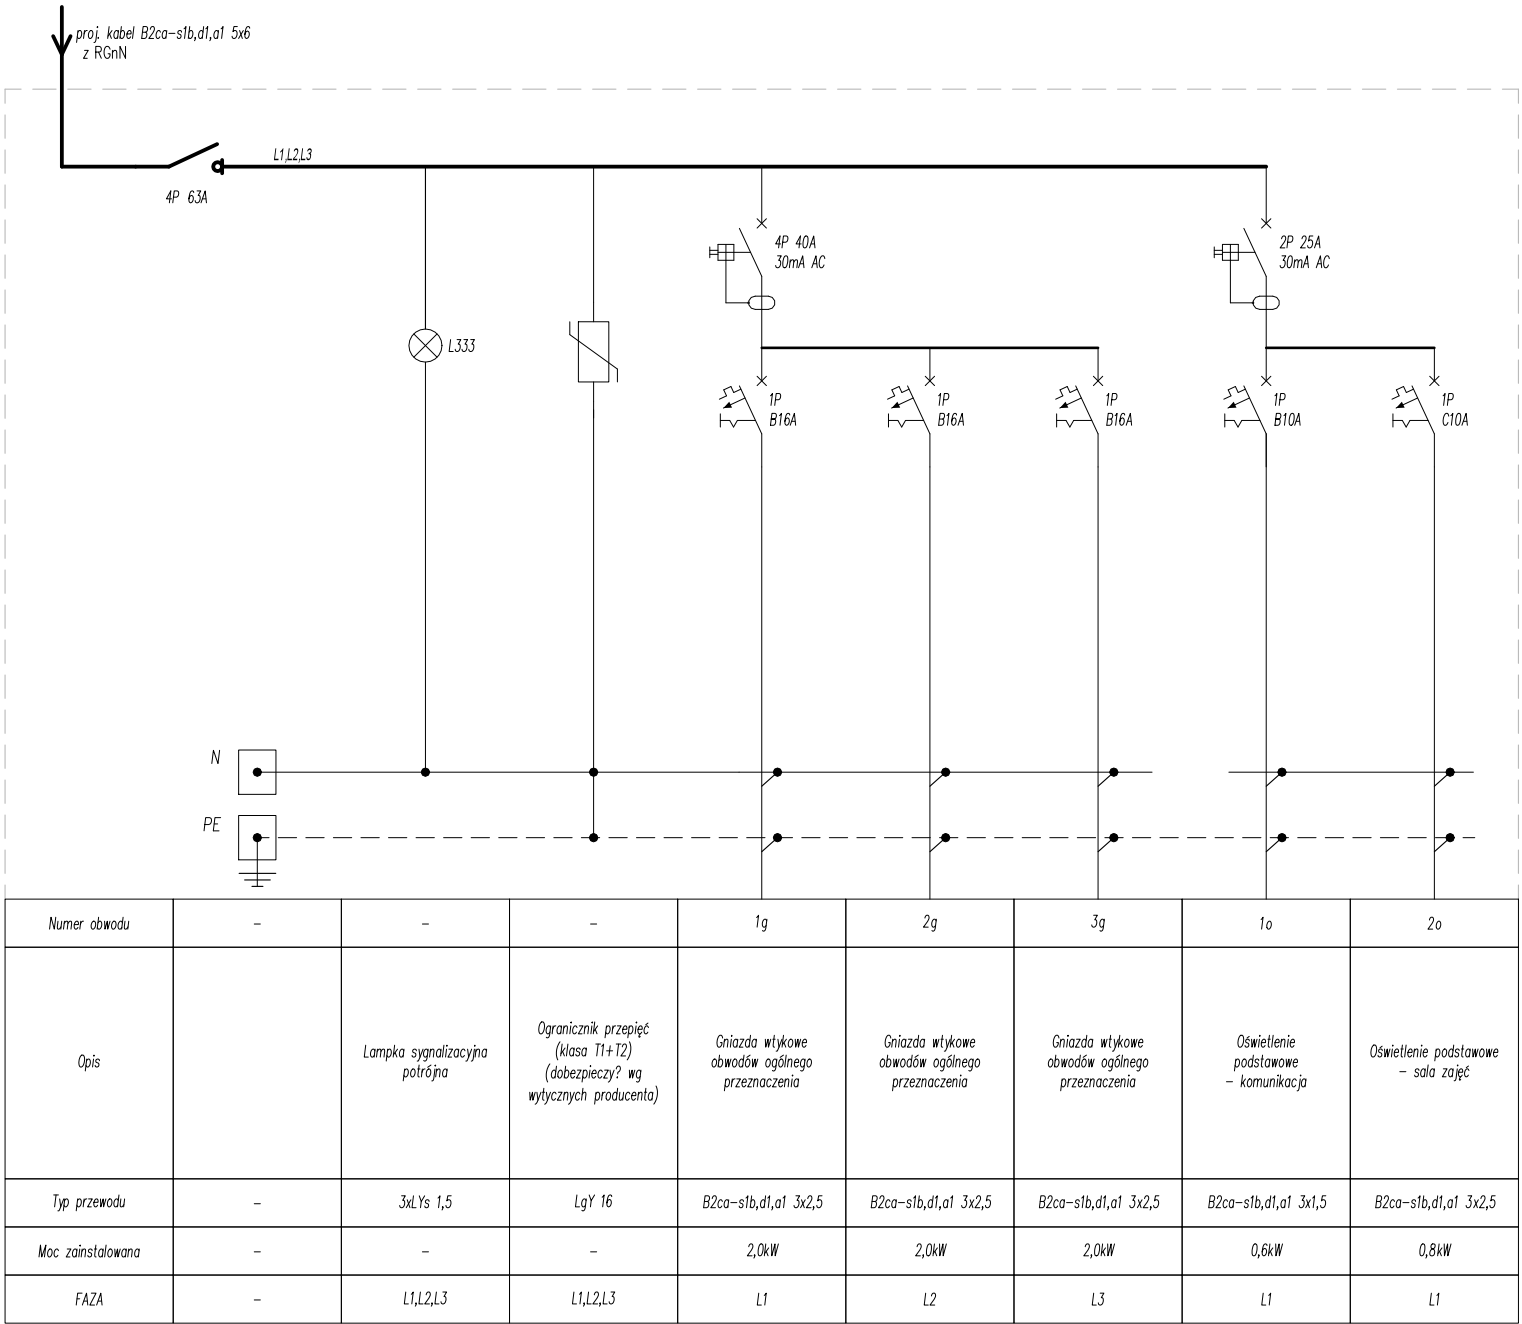 proj. kabel B2ca-s1b,d1,a1 5x6
z RGnN
L1,L2,L3
4P 63A
4P 40A
30mA AC
2P 25A
30mA AC
L333
1P
B16A
1P
B16A
1P
B16A
1P
B10A
1P
C10A
N
PE
Numer obwodu
-
-
-
1g
2g
3g
1o
2o
Opis
Lampka sygnalizacyjna
potrójna
Ogranicznik przepięć
(klasa T1+T2)
(dobezpieczy? wg
wytycznych producenta)
Gniazda wtykowe
obwodów ogólnego
przeznaczenia
Gniazda wtykowe
obwodów ogólnego
przeznaczenia
Gniazda wtykowe
obwodów ogólnego
przeznaczenia
Oświetlenie
podstawowe
- komunikacja
Oświetlenie podstawowe
- sala zajęć
Typ przewodu
-
3xLYs 1,5
LgY 16
B2ca-s1b,d1,a1 3x2,5
B2ca-s1b,d1,a1 3x2,5
B2ca-s1b,d1,a1 3x2,5
B2ca-s1b,d1,a1 3x1,5
B2ca-s1b,d1,a1 3x2,5
Moc zainstalowana
-
-
-
2,0kW
2,0kW
2,0kW
0,6kW
0,8kW
FAZA
-
L1,L2,L3
L1,L2,L3
L1
L2
L3
L1
L1